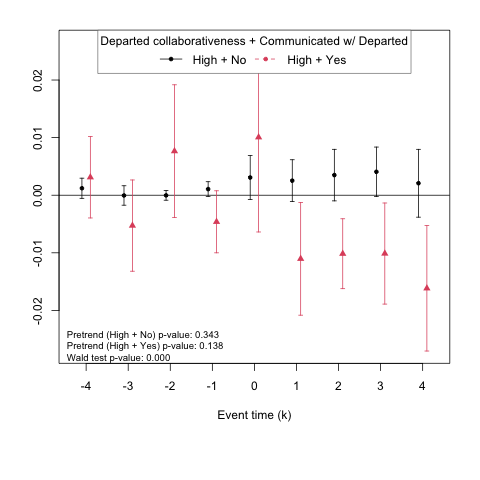 Departed collaborativeness + Communicated w/ Departed
High + No High + Yes
0.02
0.01
0.00
-0.01
-0.02
Pretrend (High + No) p-value: 0.343
Pretrend (High + Yes) p-value: 0.138
Wald test p-value: 0.000
-4 -3 -2 -1 0 1 2 3 4
Event time (k)